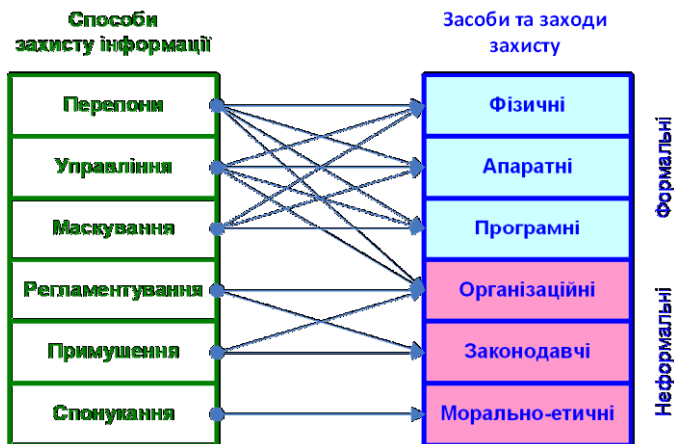 Способи
захисту інформації
Засоби та заходи
захисту
Перепони
Фізичні
Управління
Апаратні
Маскування
Програмні
Регламентування
Організаційні
Примушення
Законодавчі
Спонукання
Морально-етичні
Формальні
Неформальні